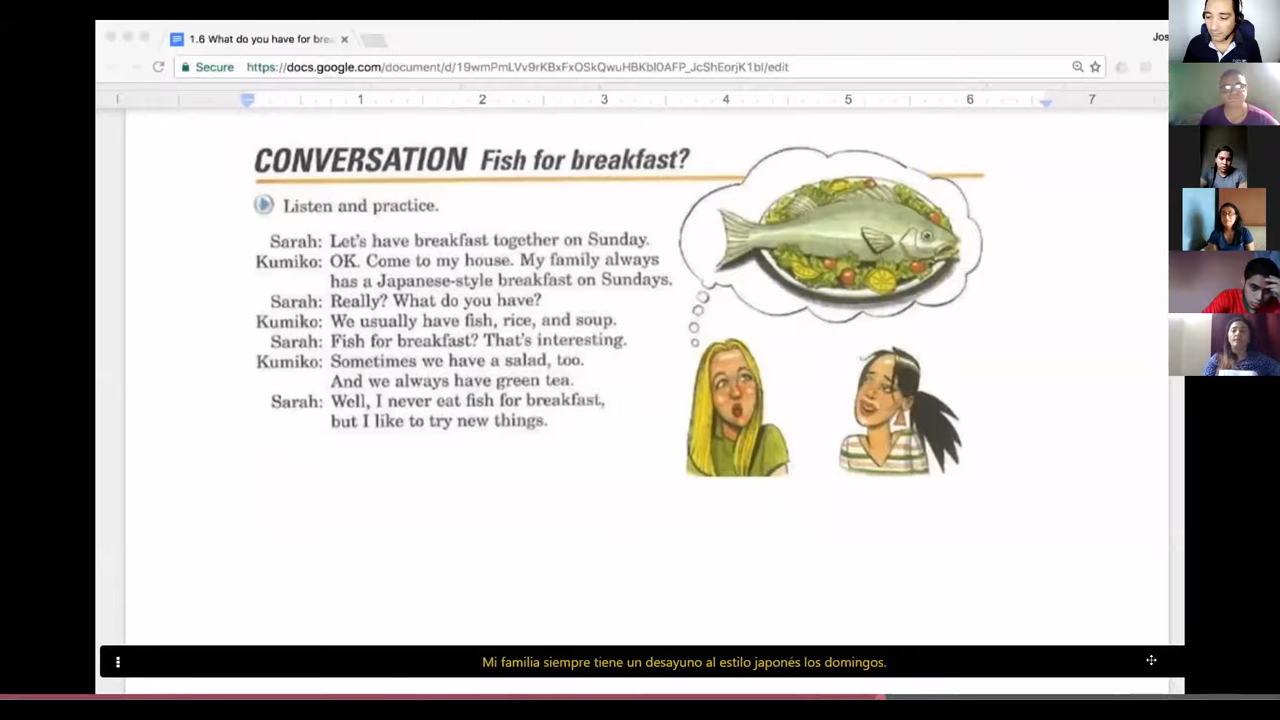 1.6 What do you have for brea
Jos
Secure
https://docs.google.com/document/d/19wmPmLVv9rKBxFxOSkQwuHBKbl0AFP_JcShEorjK1bI/edit
1 2 3 4 5 6 7
CONVERSATION Fish for breakfast?
Listen and practice.
Sarah: Let's have breakfast together on Sunday.
Kumiko: OK. Come to my house. My family always
has a Japanese-style breakfast on Sundays.
Sarah: Really? What do you have?
Kumiko: We usually have fish, rice, and soup.
Sarah: Fish for breakfast? That's interesting.
Kumiko: Sometimes we have a salad, too.
And we always have green tea.
Sarah: Well, I never eat fish for breakfast,
but I like to try new things.
Mi familia siempre tiene un desayuno al estilo japonés los domingos.